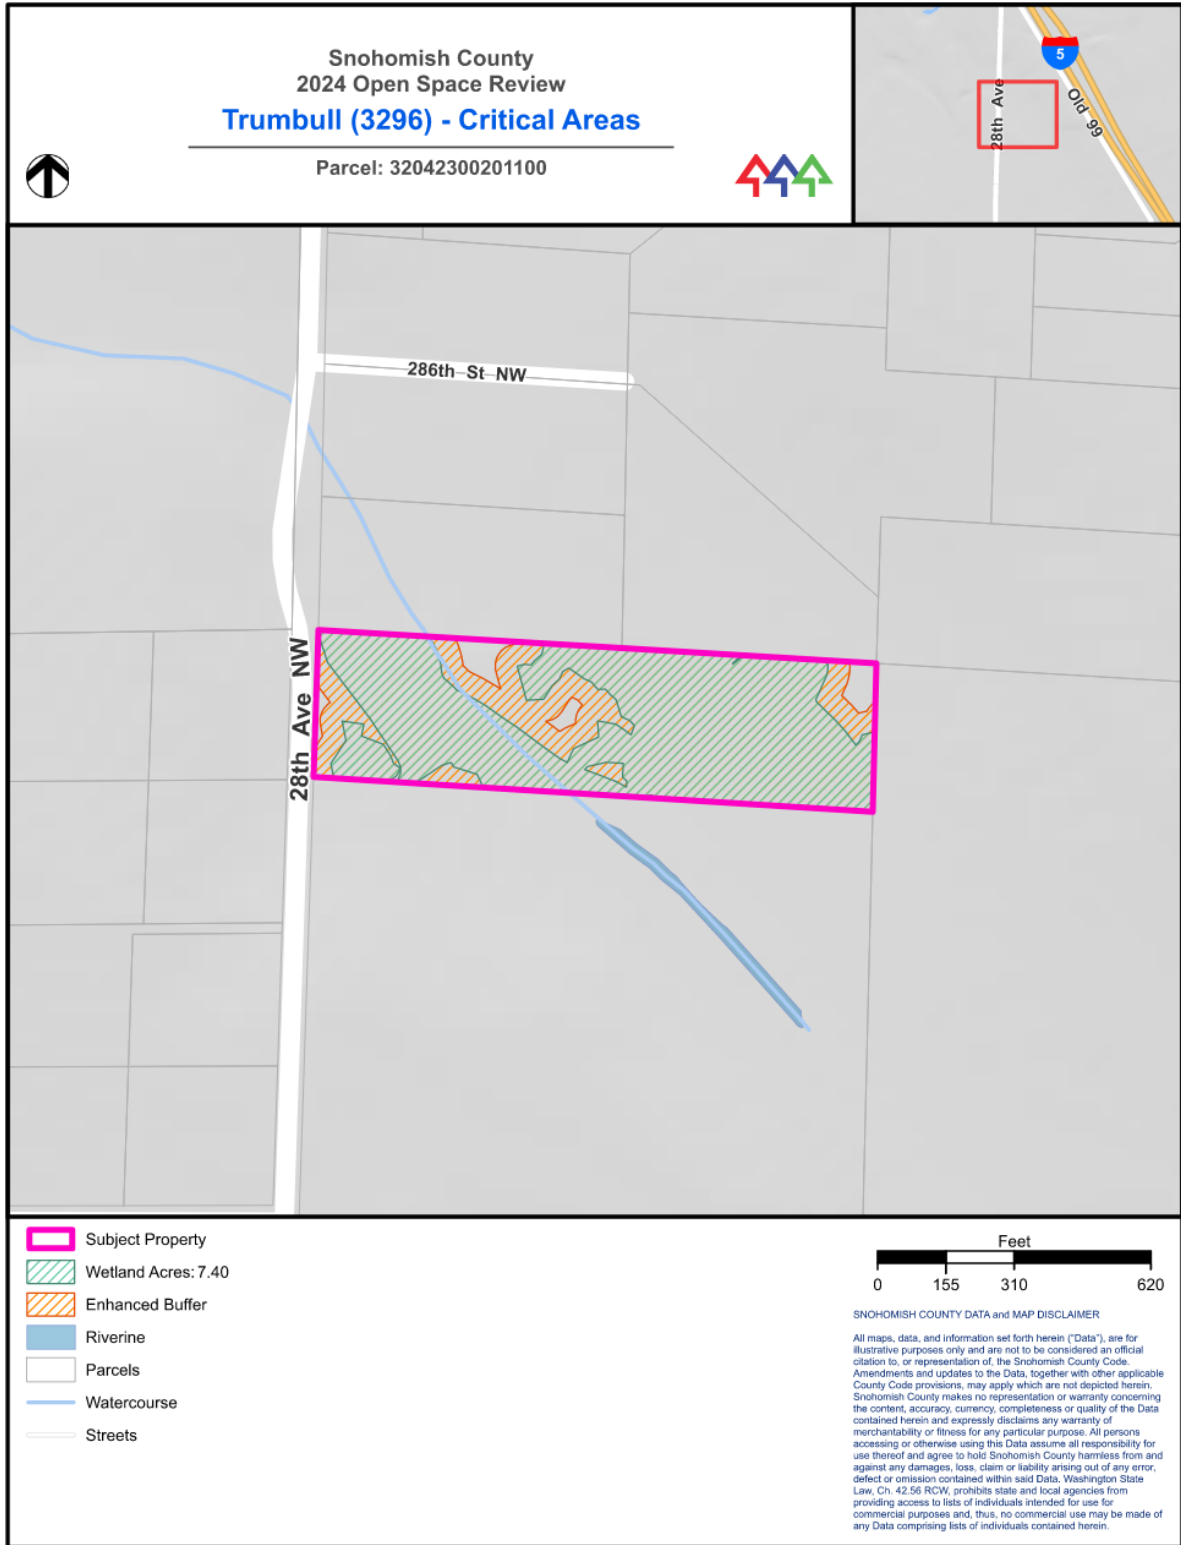 Snohomish County
2024 Open Space Review
Trumbull (3296) - Critical Areas
Parcel: 32042300201100
5
28th Ave
Old 99
286th St NW
28th Ave NW
Subject Property
Wetland Acres: 7.40
Enhanced Buffer
Riverine
Parcels
Watercourse
Streets
Feet
0 155 310 620
SNOHOMISH COUNTY DATA and MAP DISCLAIMER
All maps, data, and information set forth herein ("Data"), are for
illustrative purposes only and are not to be considered an official
citation to, or representation of, the Snohomish County Code.
Amendments and updates to the Data, together with other applicable
County Code provisions, may apply which are not depicted herein.
Snohomish County makes no representation or warranty concerning
the content, accuracy, currency, completeness or quality of the Data
contained herein and expressly disclaims any warranty of
merchantability or fitness for any particular purpose. All persons
accessing or otherwise using this Data assume all responsibility for
use thereof and agree to hold Snohomish County harmless from and
against any damages, loss, claim or liability arising out of any error,
defect or omission contained within said Data. Washington State
Law, Ch. 42.56 RCW, prohibits state and local agencies from
providing access to lists of individuals intended for use for
commercial purposes and, thus, no commercial use may be made of
any Data comprising lists of individuals contained herein.